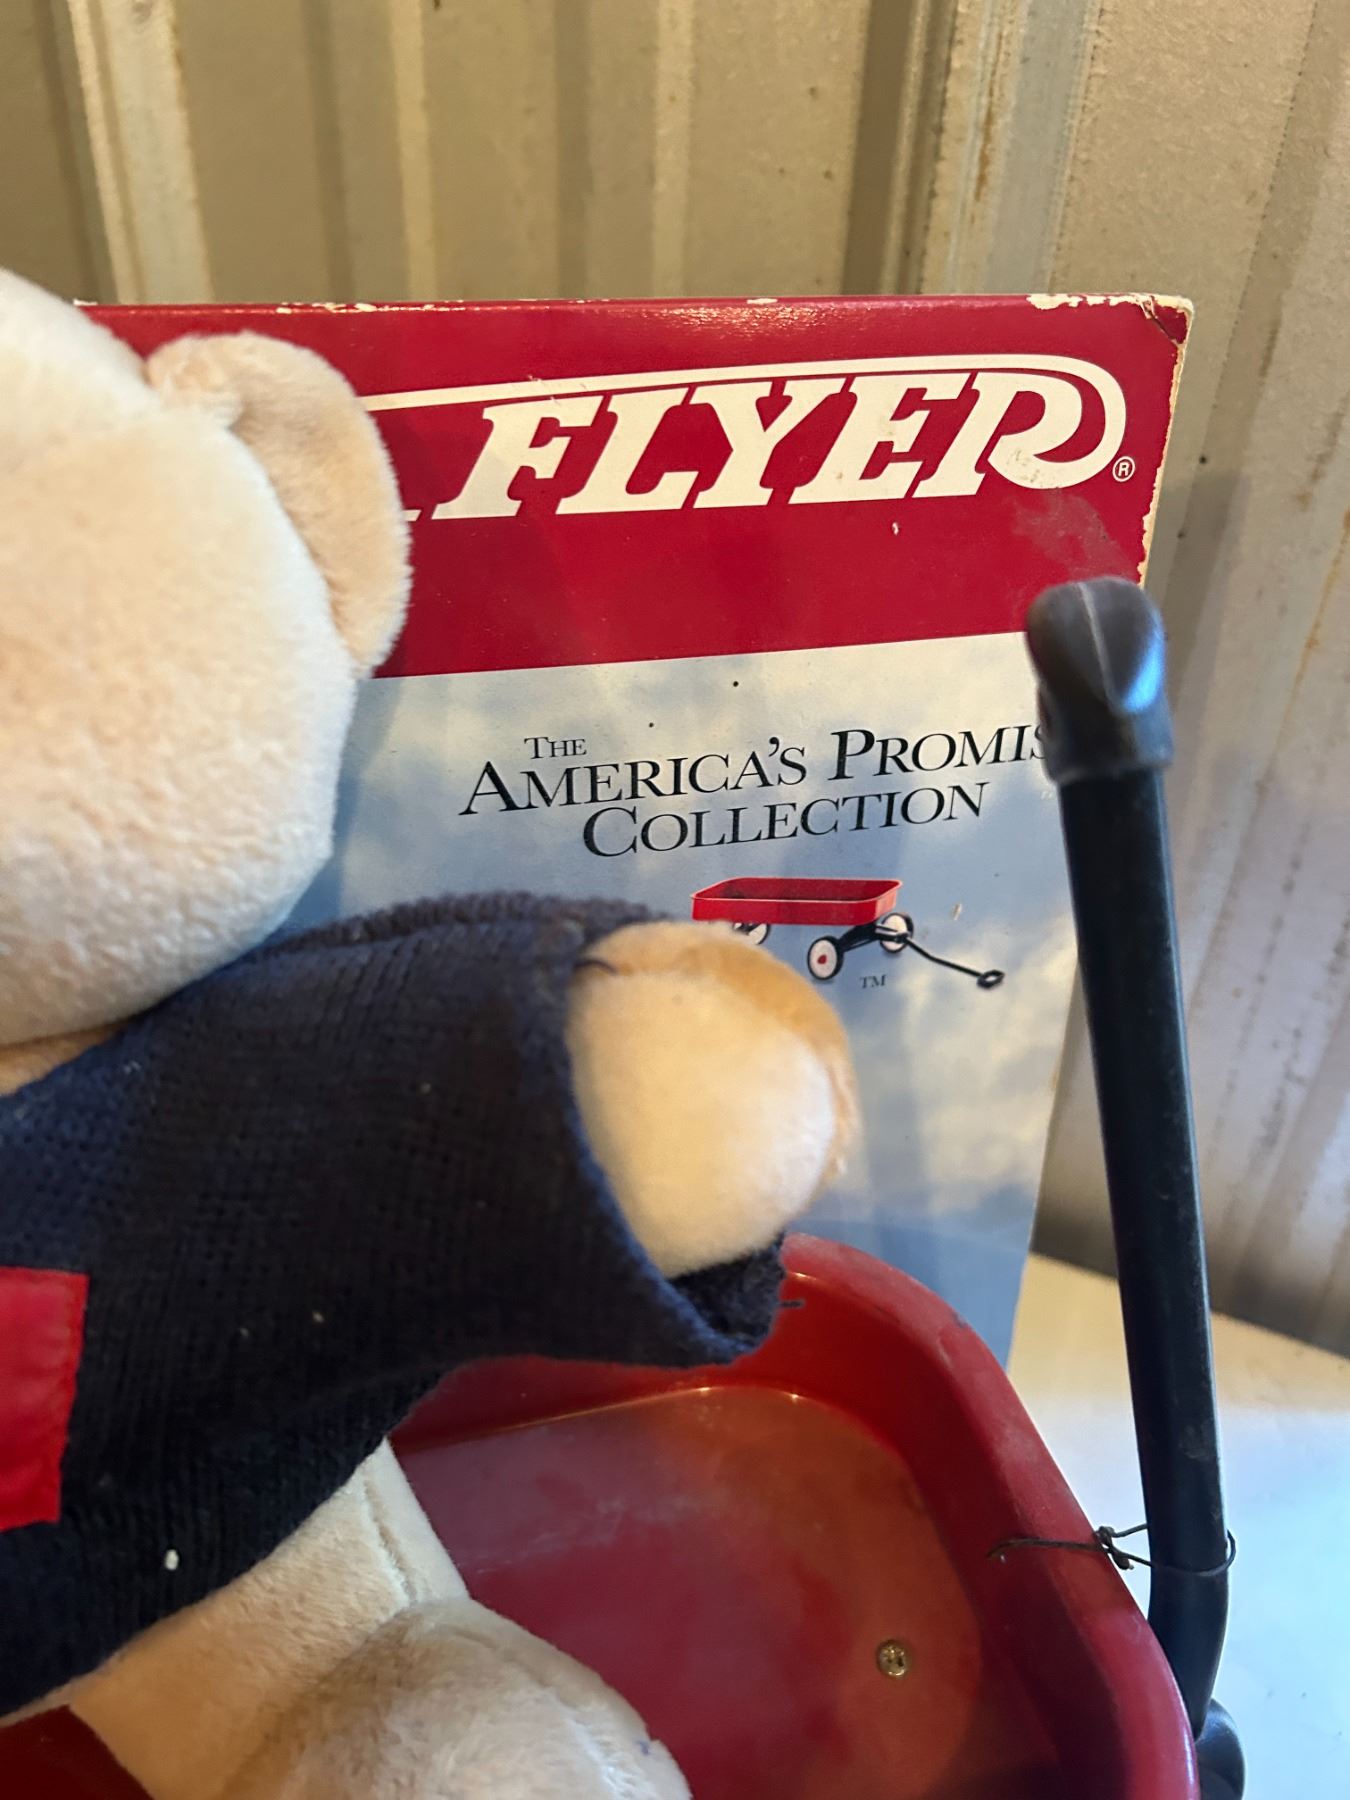 FLYER®
THE
AMERICA'S PROMIS
COLLECTION
TM